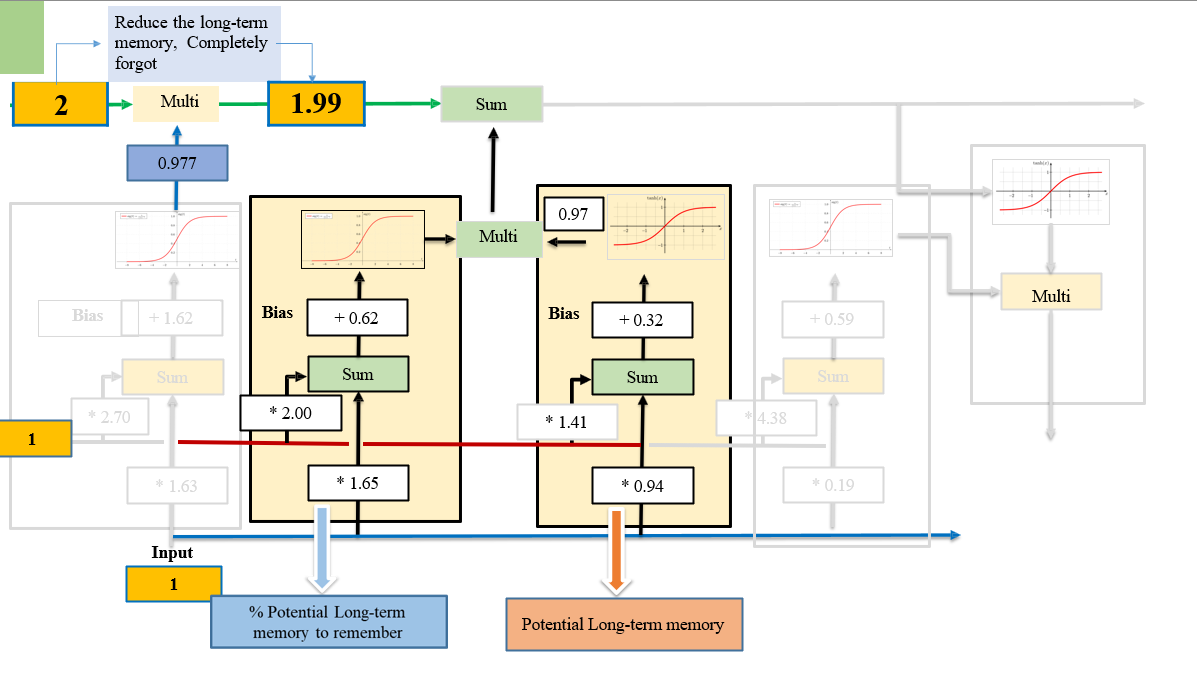 Reduce the long-term
memory, Completely
forgot
2
Multi
1.99
Sum
0.977
0.97
Multi
Multi
Bias
+ 1.62
Bias
+ 0.62
Bias
+ 0.32
+ 0.59
Sum
Sum
Sum
Sum
* 2.70
* 2.00
* 1.41
* 4.38
1
* 1.63
* 1.65
* 0.94
* 0.19
Input
1
% Potential Long-term
memory to remember
Potential Long-term memory